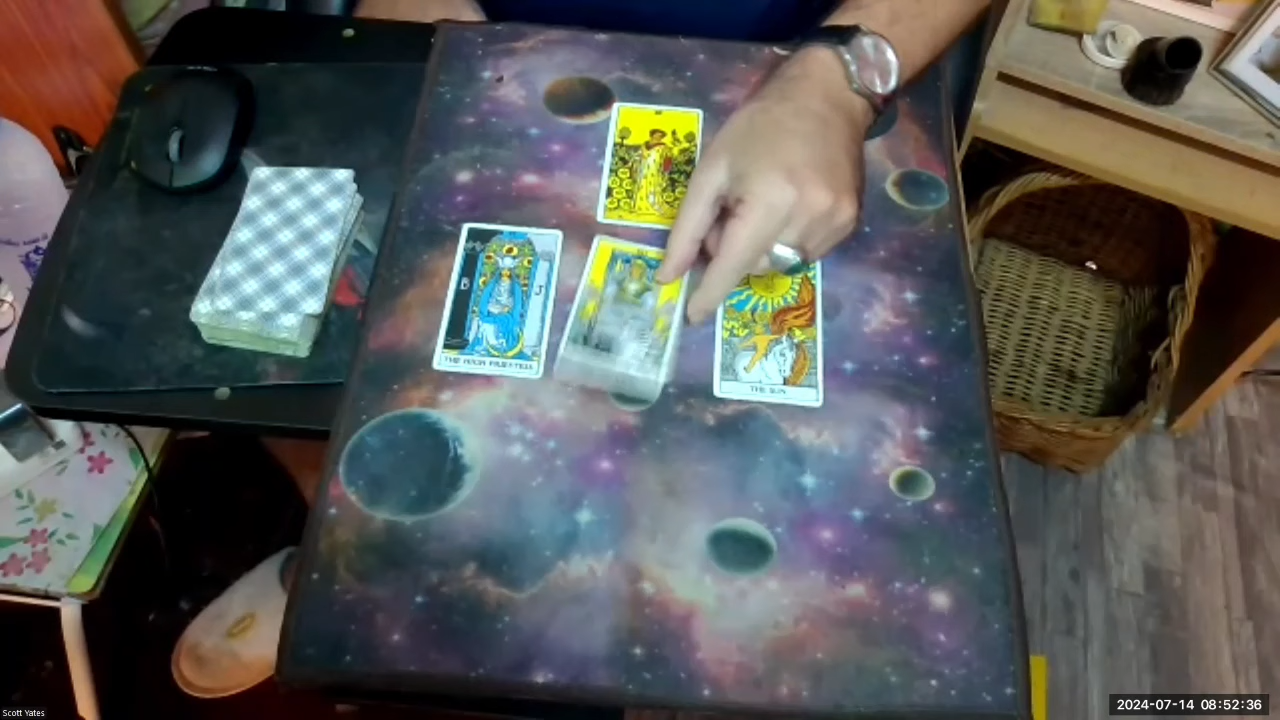 B J
THE HIGH PRIESTESS
THE SUN
Scott Yates
2024-07-14 08:52:36